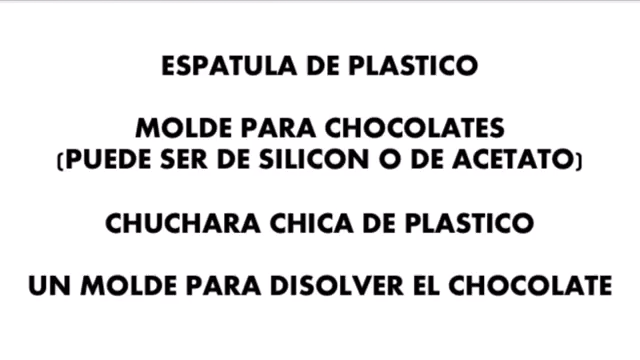 ESPATULA DE PLASTICO
MOLDE PARA CHOCOLATES
(PUEDE SER DE SILICON O DE ACETATO)
CHUCHARA CHICA DE PLASTICO
UN MOLDE PARA DISOLVER EL CHOCOLATE